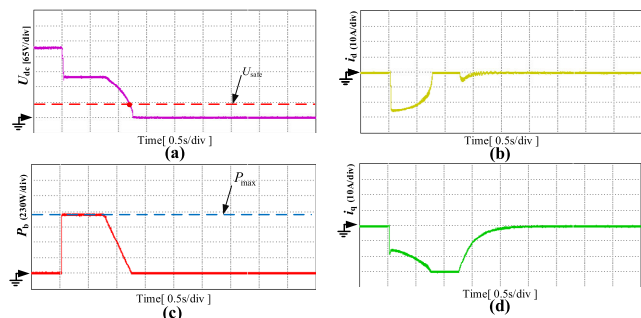 U_dc [65V/div]
U_safe
Time[ 0.5s/div ]
(a)
i_d (10A/div)
Time[ 0.5s/div ]
(b)
P_b (230W/div)
P_max
Time[ 0.5s/div ]
(c)
i_q (10A/div)
Time[ 0.5s/div ]
(d)